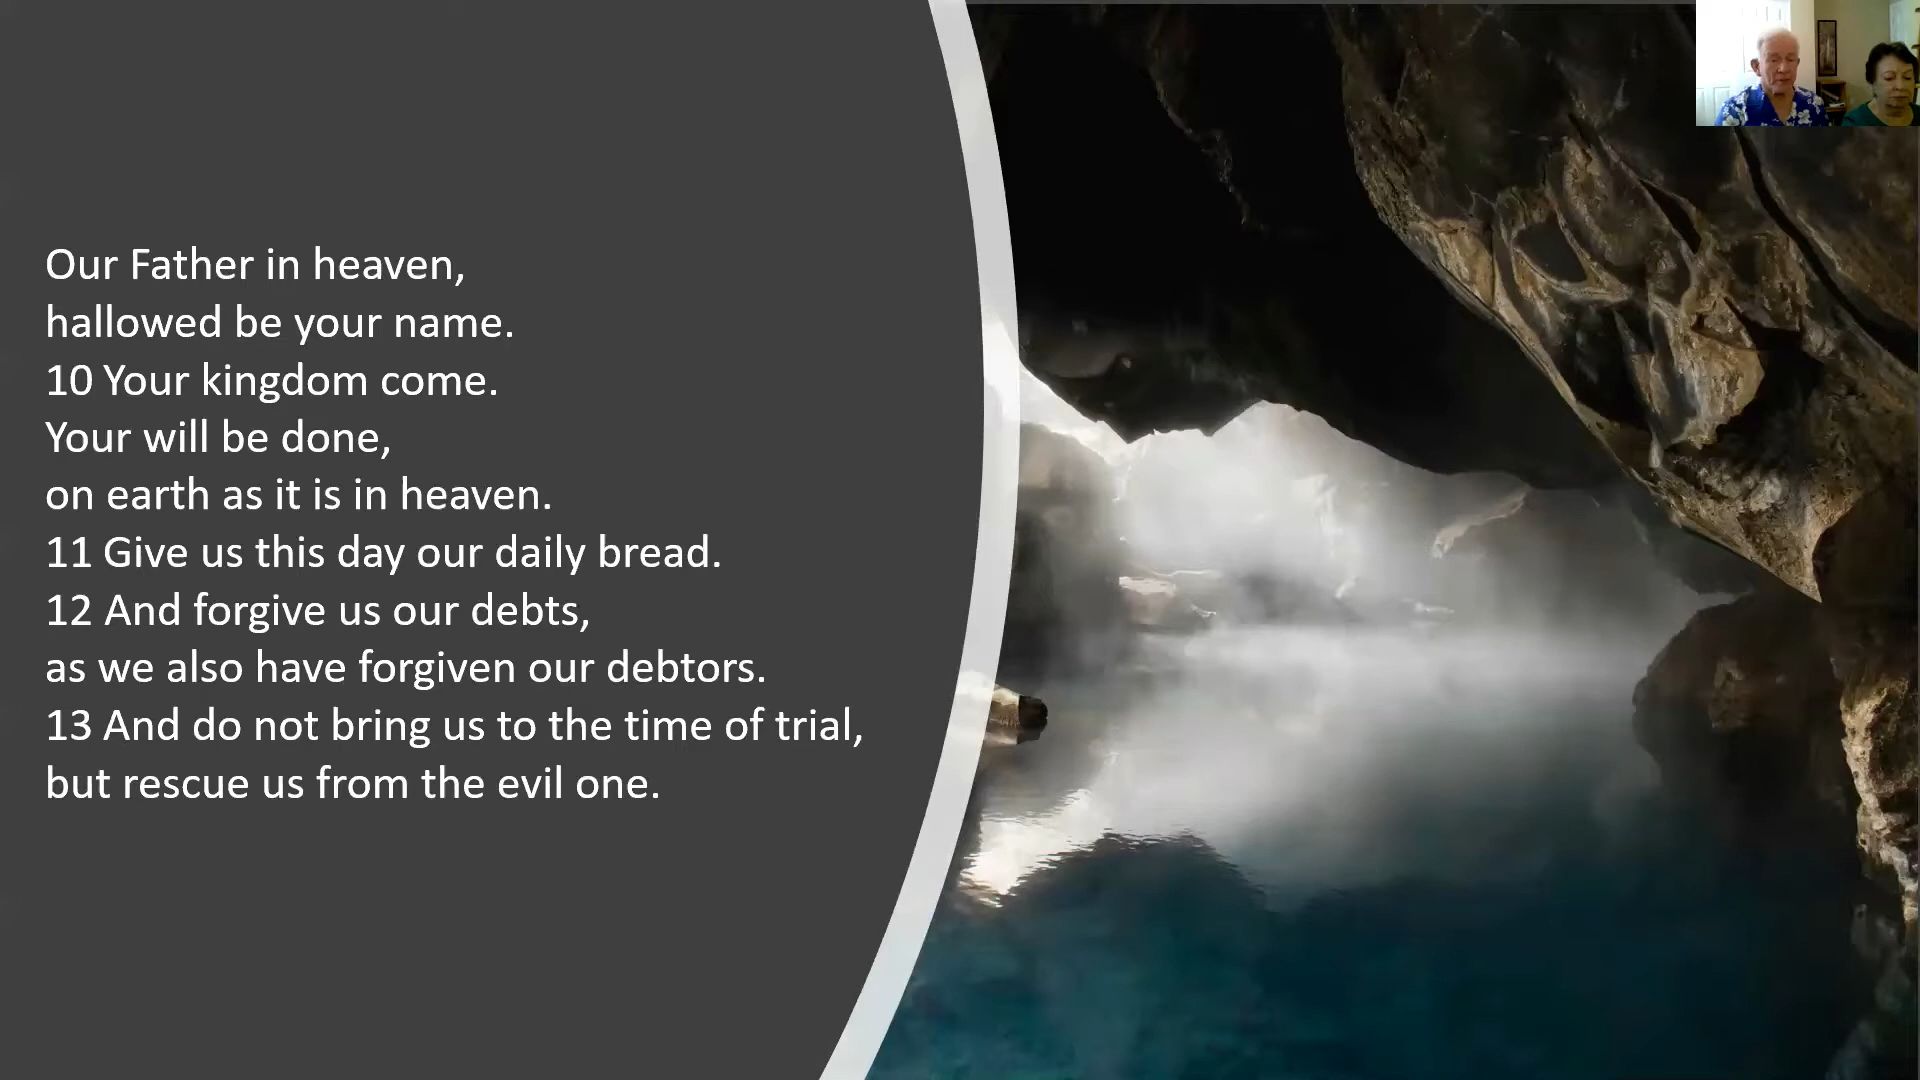 Our Father in heaven,
hallowed be your name.
10 Your kingdom come.
Your will be done,
on earth as it is in heaven.
11 Give us this day our daily bread.
12 And forgive us our debts,
as we also have forgiven our debtors.
13 And do not bring us to the time of trial,
but rescue us from the evil one.